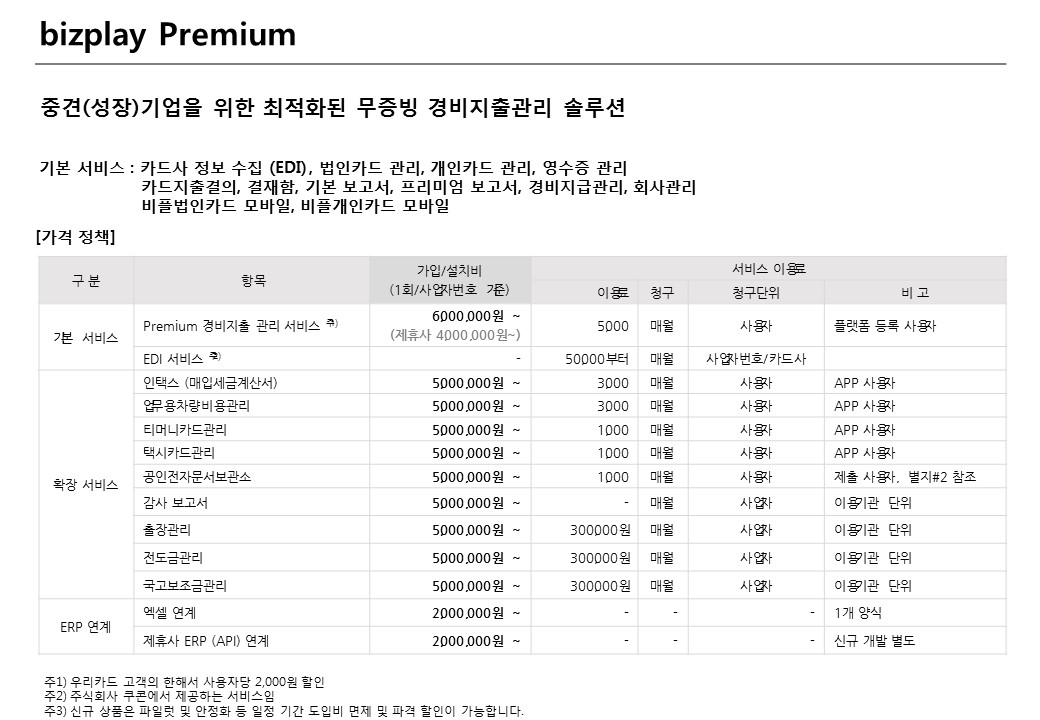 bizplay Premium
중견(성장)기업을 위한 최적화된 무증빙 경비지출관리 솔루션
기본 서비스 : 카드사 정보 수집 (EDI), 법인카드 관리, 개인카드 관리, 영수증 관리
카드지출결의, 결재함, 기본 보고서, 프리미엄 보고서, 경비지급관리, 회사관리
비플법인카드 모바일, 비플개인카드 모바일
[가격 정책]
구 분 항목 가입/설치비 (1회/사업자번호 기준) 서비스 이용료
이용료 청구 청구단위 비 고
기본 서비스 Premium 경비지출 관리 서비스 주1) 6,000,000원 ~ (제휴사 4,000,000원~) 5,000 매월 사용자 플랫폼 등록 사용자
EDI 서비스 주2) - 50,000부터 매월 사업자번호/카드사
확장 서비스 인택스 (매입세금계산서) 5,000,000원 ~ 3,000 매월 사용자 APP 사용자
업무용차량비용관리 5,000,000원 ~ 3,000 매월 사용자 APP 사용자
티머니카드관리 5,000,000원 ~ 1,000 매월 사용자 APP 사용자
택시카드관리 5,000,000원 ~ 1,000 매월 사용자 APP 사용자
공인전자문서보관소 5,000,000원 ~ 1,000 매월 사용자 제출 사용자, 별지#2 참조
감사 보고서 5,000,000원 ~ - 매월 사업자 이용기관 단위
출장관리 5,000,000원 ~ 300,000원 매월 사업자 이용기관 단위
전도금관리 5,000,000원 ~ 300,000원 매월 사업자 이용기관 단위
국고보조금관리 5,000,000원 ~ 300,000원 매월 사업자 이용기관 단위
ERP 연계 엑셀 연계 2,000,000원 ~ - - - 1개 양식
제휴사 ERP (API) 연계 2,000,000원 ~ - - - 신규 개발 별도
주1) 우리카드 고객의 한해서 사용자당 2,000원 할인
주2) 주식회사 쿠콘에서 제공하는 서비스임
주3) 신규 상품은 파일럿 및 안정화 등 일정 기간 도입비 면제 및 파격 할인이 가능합니다.